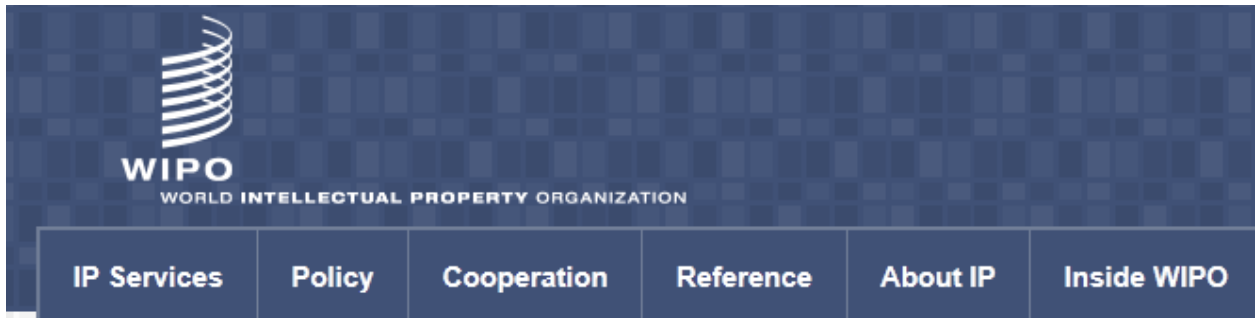 WIPO
WORLD INTELLECTUAL PROPERTY ORGANIZATION
IP Services Policy Cooperation Reference About IP Inside WIPO